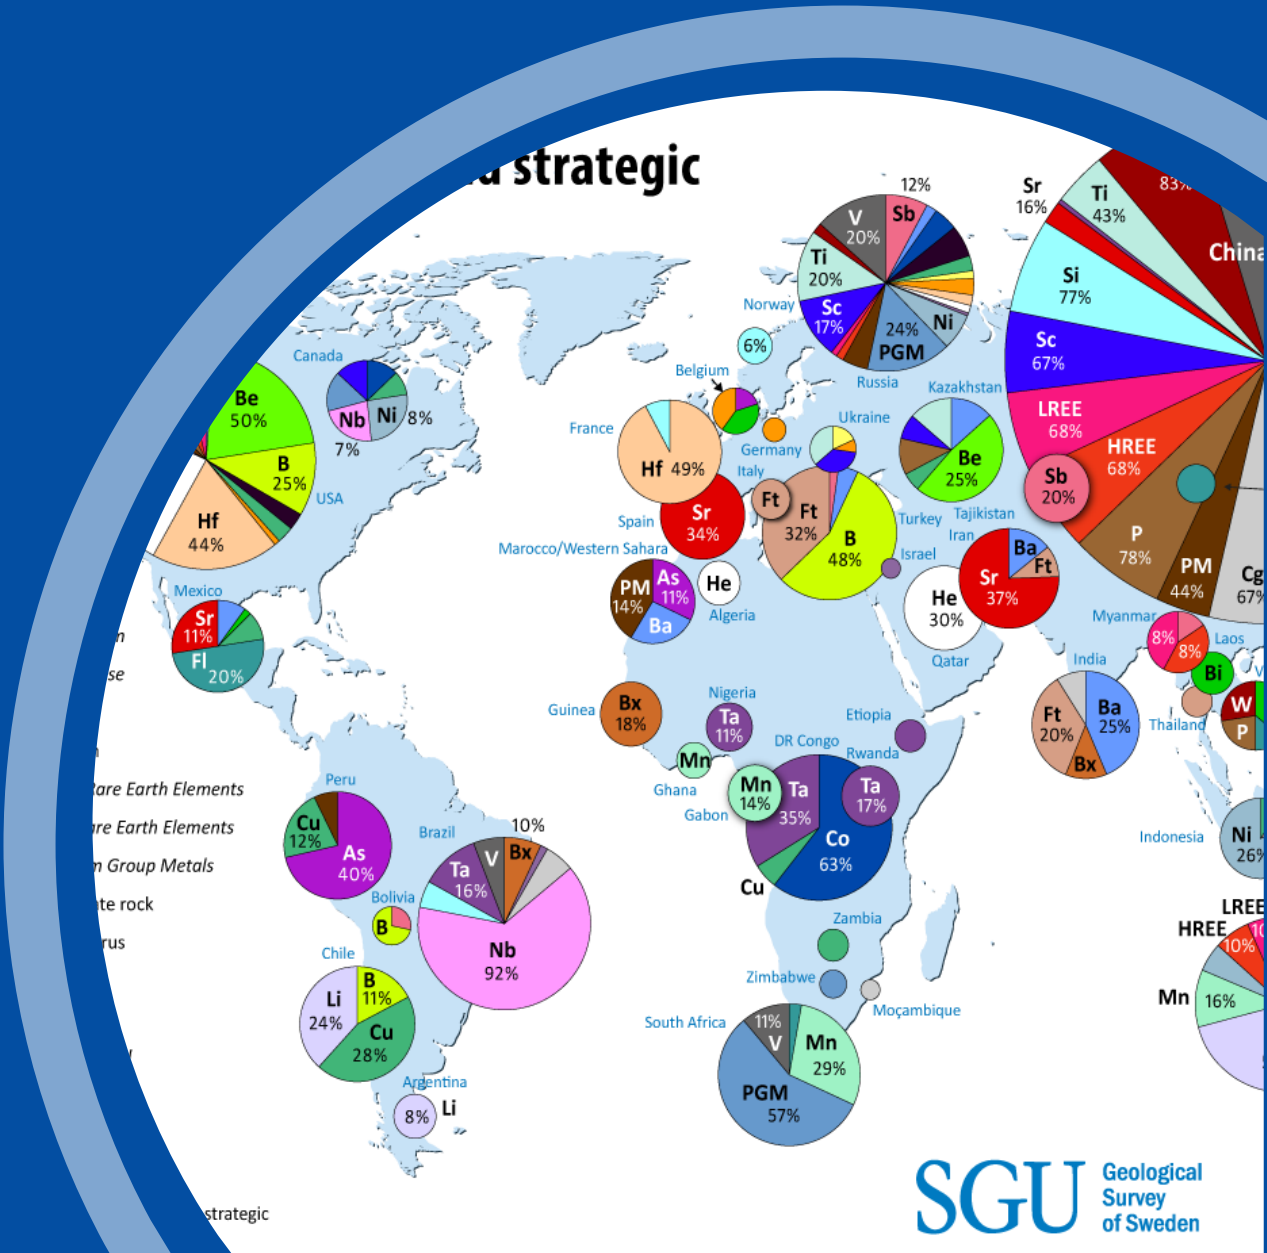 strategic
12%
V
20%
Sb
Ti
20%
Sc
17%
24%
PGM
Ni
Russia
Sr
16%
Ti
43%
83%
China
Si
77%
Sc
67%
LREE
68%
HREE
68%
Sb
20%
P
78%
PM
44%
67%
Norway
6%
Belgium
Kazakhstan
Canada
Nb
Ni
8%
7%
Be
50%
B
25%
USA
Hf
44%
France
Hf 49%
Germany
Ukraine
Be
25%
Italy
Ft
Ft
32%
B
48%
Spain
Sr
34%
Turkey
Tajikistan
Iran
Israel
Ba
Ft
Sr
37%
Marocco/Western Sahara
PM
14%
As
11%
Ba
He
Algeria
He
30%
Qatar
Mexico
Sr
11%
Fl
20%
Myanmar
8%
8%
Laos
Bi
India
Ft
20%
Ba
25%
Bx
Thailand
W
P
Guinea
Bx
18%
Nigeria
Ta
11%
Etiopia
Mn
Ghana
DR Congo
Rwanda
Mn
14%
Gabon
Ta
35%
Ta
17%
Co
63%
Cu
Indonesia
Ni
26%
Rare Earth Elements
Earth Elements
Group Metals
rock
Peru
Cu
12%
As
40%
Brazil
10%
Ta
16%
V
Bx
Nb
92%
Bolivia
B
Chile
Li
24%
B
11%
Cu
28%
Argentina
8%
Li
Zambia
Zimbabwe
Moçambique
South Africa
11%
V
Mn
29%
PGM
57%
LREE
HREE
10%
Mn
16%
strategic
SGU
Geological
Survey
of Sweden